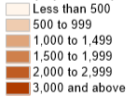 Less than 500
500 to 999
1,000 to 1,499
1,500 to 1,999
2,000 to 2,999
3,000 and above